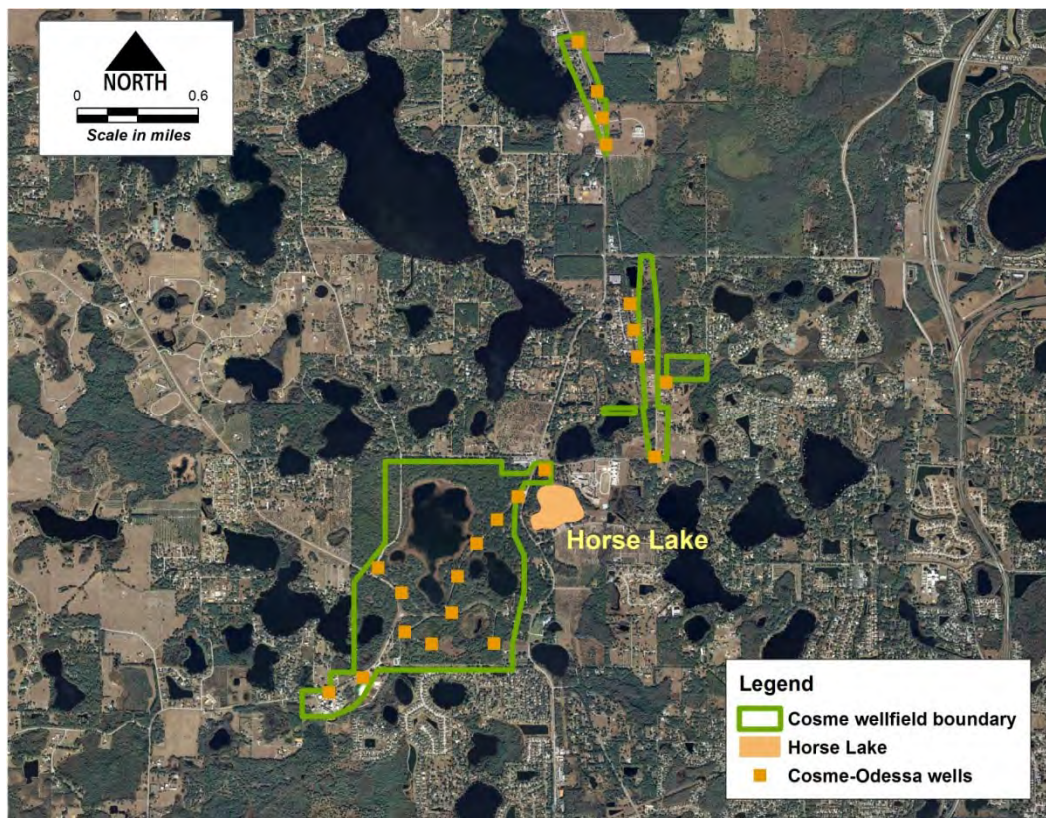 NORTH
0 0.6
Scale in miles
Horse Lake
Legend
Cosme wellfield boundary
Horse Lake
Cosme-Odessa wells